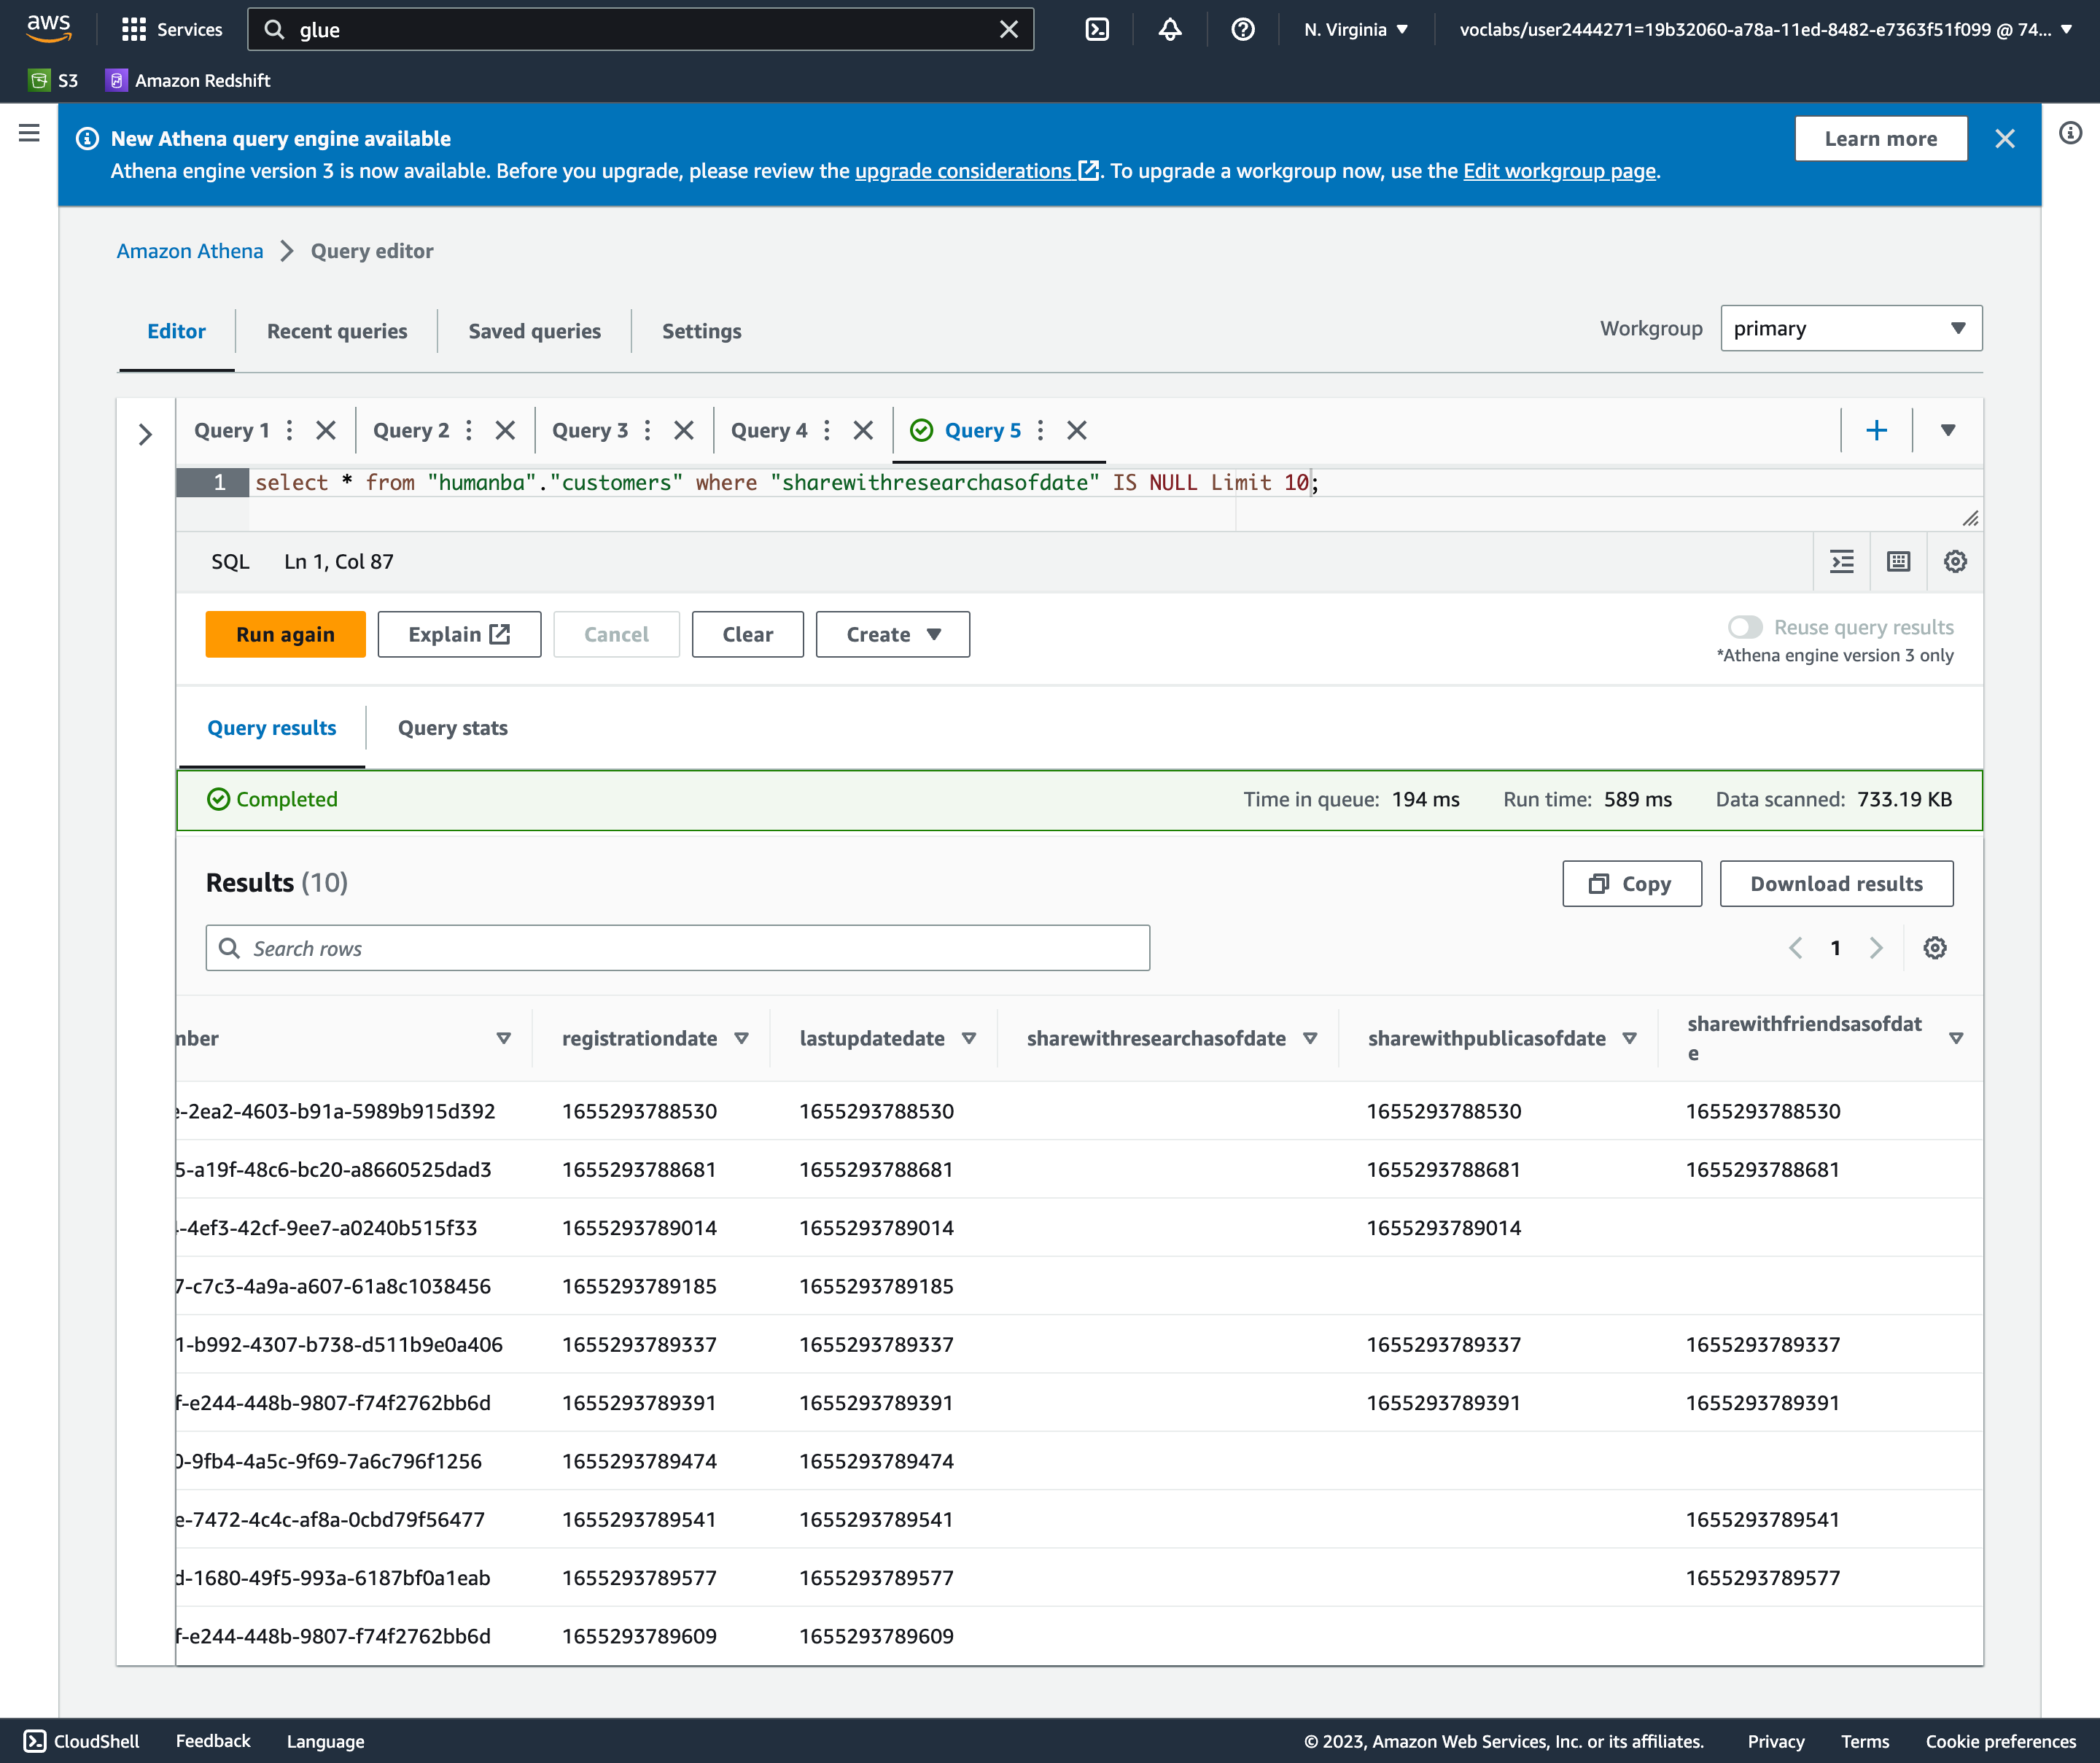 aws Services glue N. Virginia voclabs/user2444271=19b32060-a78a-11ed-8482-e7363f51f099 @ 74...
S3 Amazon Redshift
New Athena query engine available Learn more
Athena engine version 3 is now available. Before you upgrade, please review the upgrade considerations. To upgrade a workgroup now, use the Edit workgroup page.
Amazon Athena Query editor
Editor Recent queries Saved queries Settings Workgroup primary
Query 1 Query 2 Query 3 Query 4 Query 5
1 select * from "humanba"."customers" where "sharewithresearchasofdate" IS NULL Limit 10;
SQL Ln 1, Col 87
Run again Explain Cancel Clear Create Reuse query results
*Athena engine version 3 only
Query results Query stats
Completed Time in queue: 194 ms Run time: 589 ms Data scanned: 733.19 KB
Results (10) Copy Download results
Search rows 1
mber registrationdate lastupdatedate sharewithresearchasofdate sharewithpublicasofdate sharewithfriendsasofdat
e
e-2ea2-4603-b91a-5989b915d392 1655293788530 1655293788530 1655293788530 1655293788530
5-a19f-48c6-bc20-a8660525dad3 1655293788681 1655293788681 1655293788681 1655293788681
-4ef3-42cf-9ee7-a0240b515f33 1655293789014 1655293789014 1655293789014
7-c7c3-4a9a-a607-61a8c1038456 1655293789185 1655293789185
1-b992-4307-b738-d511b9e0a406 1655293789337 1655293789337 1655293789337 1655293789337
f-e244-448b-9807-f74f2762bb6d 1655293789391 1655293789391 1655293789391 1655293789391
0-9fb4-4a5c-9f69-7a6c796f1256 1655293789474 1655293789474
e-7472-4c4c-af8a-0cbd79f56477 1655293789541 1655293789541 1655293789541
d-1680-49f5-993a-6187bf0a1eab 1655293789577 1655293789577 1655293789577
f-e244-448b-9807-f74f2762bb6d 1655293789609 1655293789609
CloudShell Feedback Language © 2023, Amazon Web Services, Inc. or its affiliates. Privacy Terms Cookie preferences